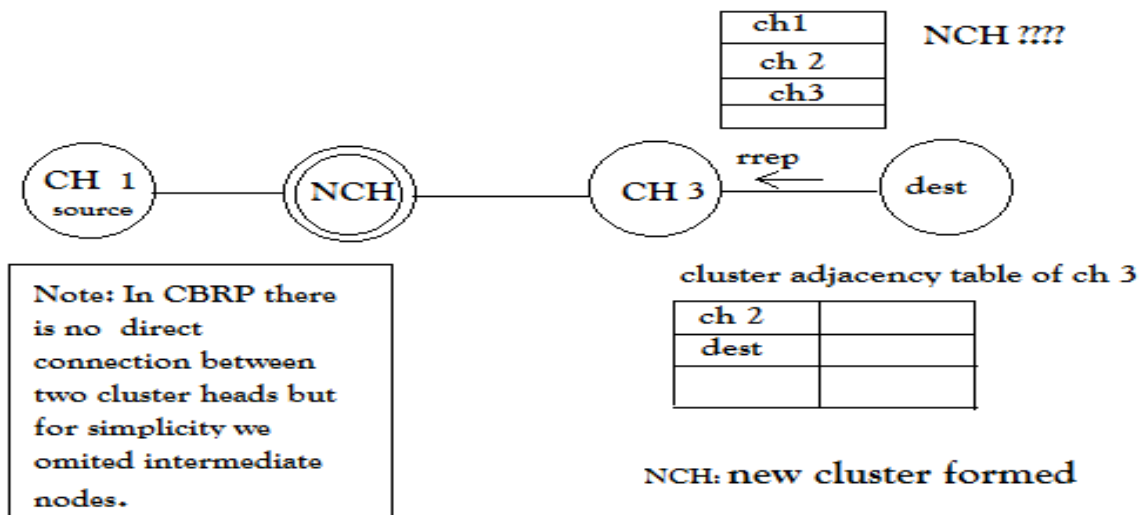 ch1
NCH ????
ch 2
ch3
CH 1
source
NCH
CH 3
rrep
dest
cluster adjacency table of ch 3
ch 2
dest
Note: In CBRP there
is no direct
connection between
two cluster heads but
for simplicity we
omited intermediate
nodes.
NCH: new cluster formed